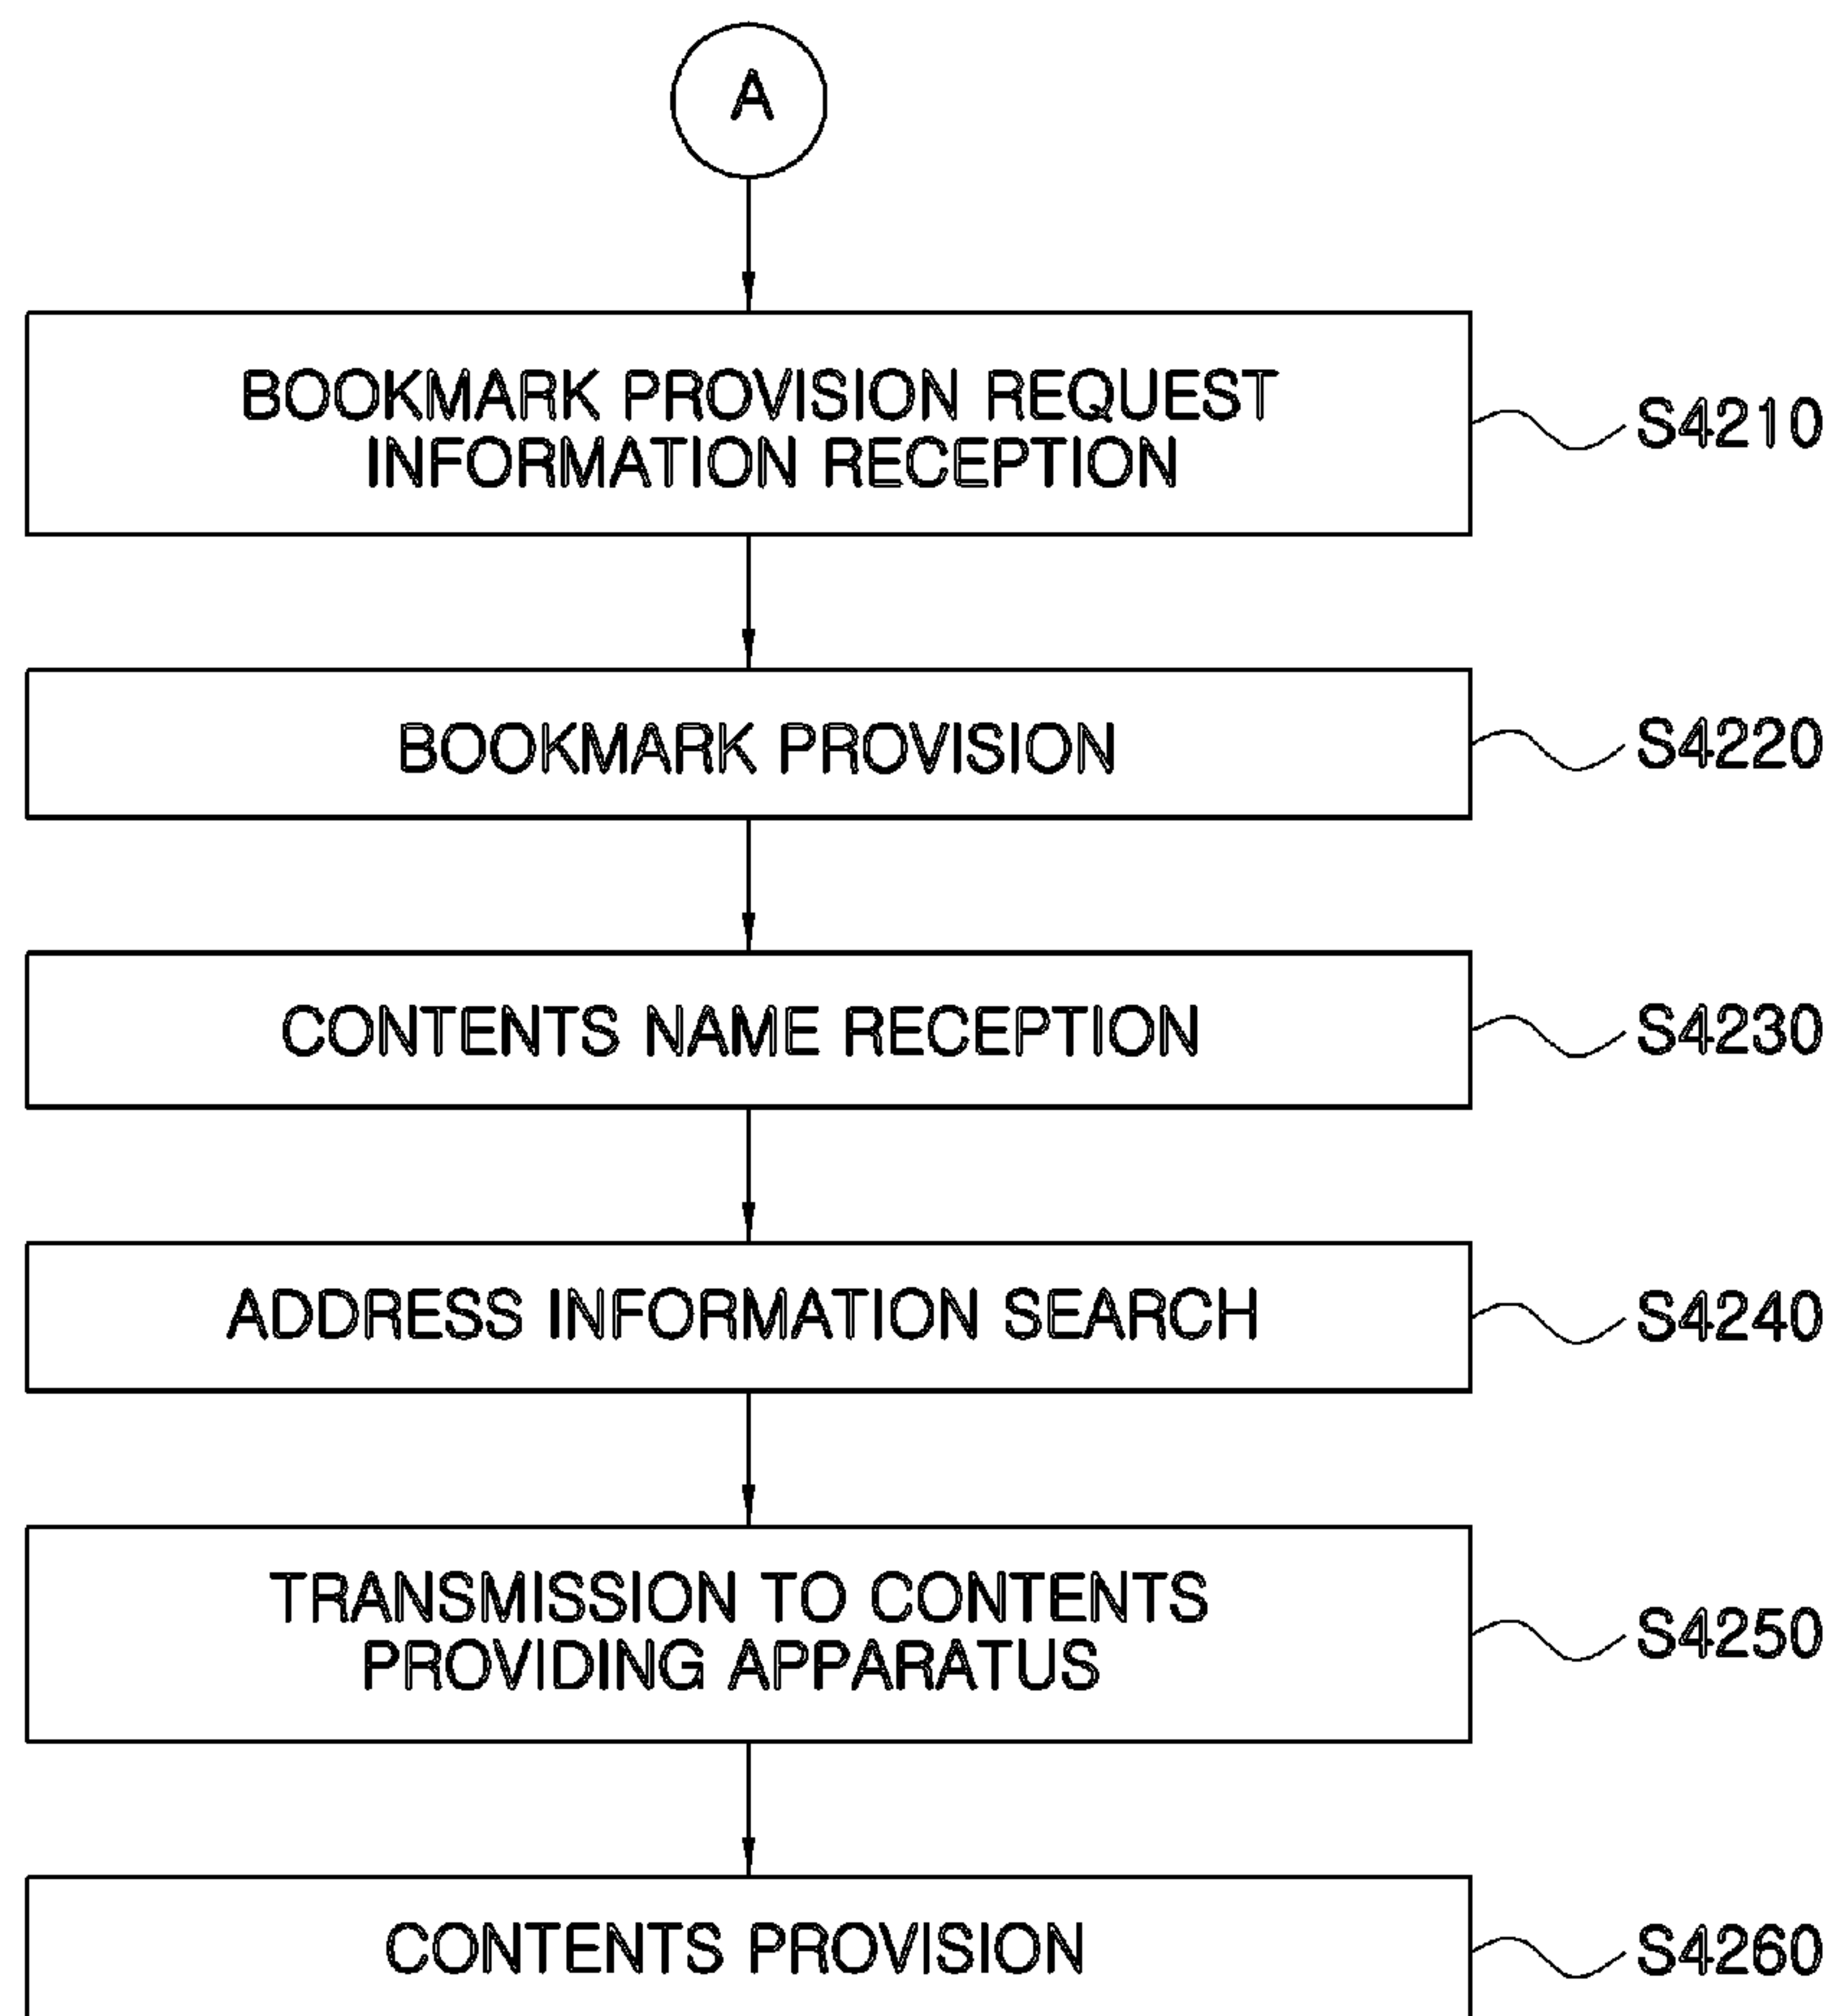 A
BOOKMARK PROVISION REQUEST
INFORMATION RECEPTION
S4210
BOOKMARK PROVISION
S4220
CONTENTS NAME RECEPTION
S4230
ADDRESS INFORMATION SEARCH
S4240
TRANSMISSION TO CONTENTS
PROVIDING APPARATUS
S4250
CONTENTS PROVISION
S4260